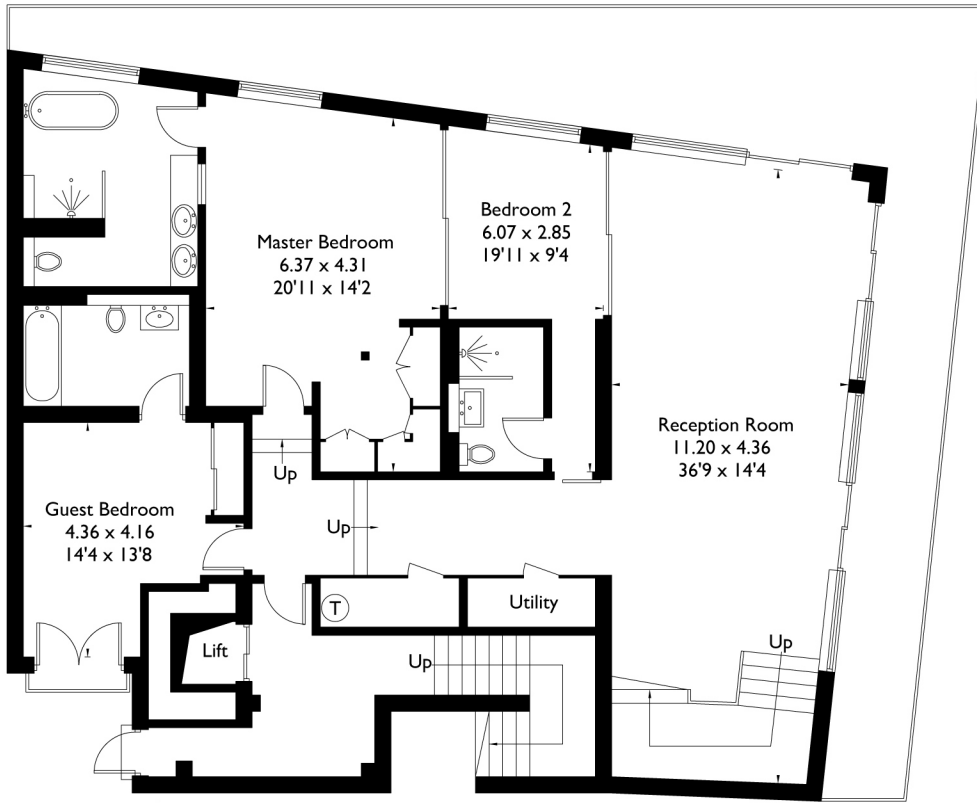 Master Bedroom
6.37 x 4.31
20'11 x 14'2
Bedroom 2
6.07 x 2.85
19'11 x 9'4
Reception Room
11.20 x 4.36
36'9 x 14'4
Up
Guest Bedroom
4.36 x 4.16
14'4 x 13'8
Up
T
Utility
Lift
Up
Up